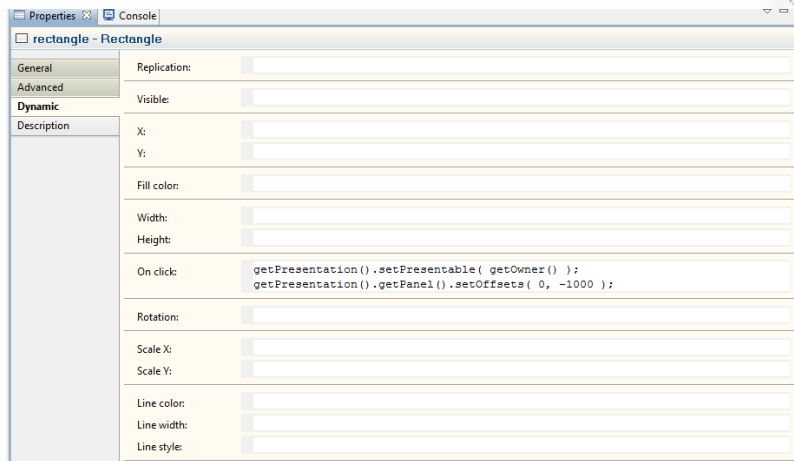 Properties Console
rectangle - Rectangle
General
Advanced
Dynamic
Description
Replication:
Visible:
X:
Y:
Fill color:
Width:
Height:
On click: getPresentation().setPresentable( getOwner() );
getPresentation().getPanel().setOffsets( 0, -1000 );
Rotation:
Scale X:
Scale Y:
Line color:
Line width:
Line style: